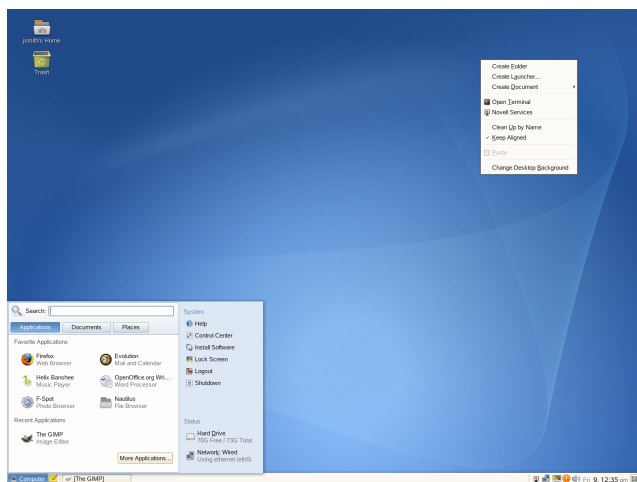 jsmith's Home
Trash
Create Folder
Create Launcher...
Create Document
Open Terminal
Novell Services
Clean Up by Name
Keep Aligned
Paste
Change Desktop Background
Search:
Applications
Documents
Places
Favorite Applications
Firefox
Web Browser
Evolution
Mail and Calendar
Helix Banshee
Music Player
OpenOffice.org Wri...
Word Processor
F-Spot
Photo Browser
Nautilus
File Browser
Recent Applications
The GIMP
Image Editor
More Applications...
System
Help
Control Center
Install Software
Lock Screen
Logout
Shutdown
Status
Hard Drive
70G Free / 73G Total
Network: Wired
Using ethernet (eth0)
Computer
[The GIMP]
Fri 9, 12:35 pm